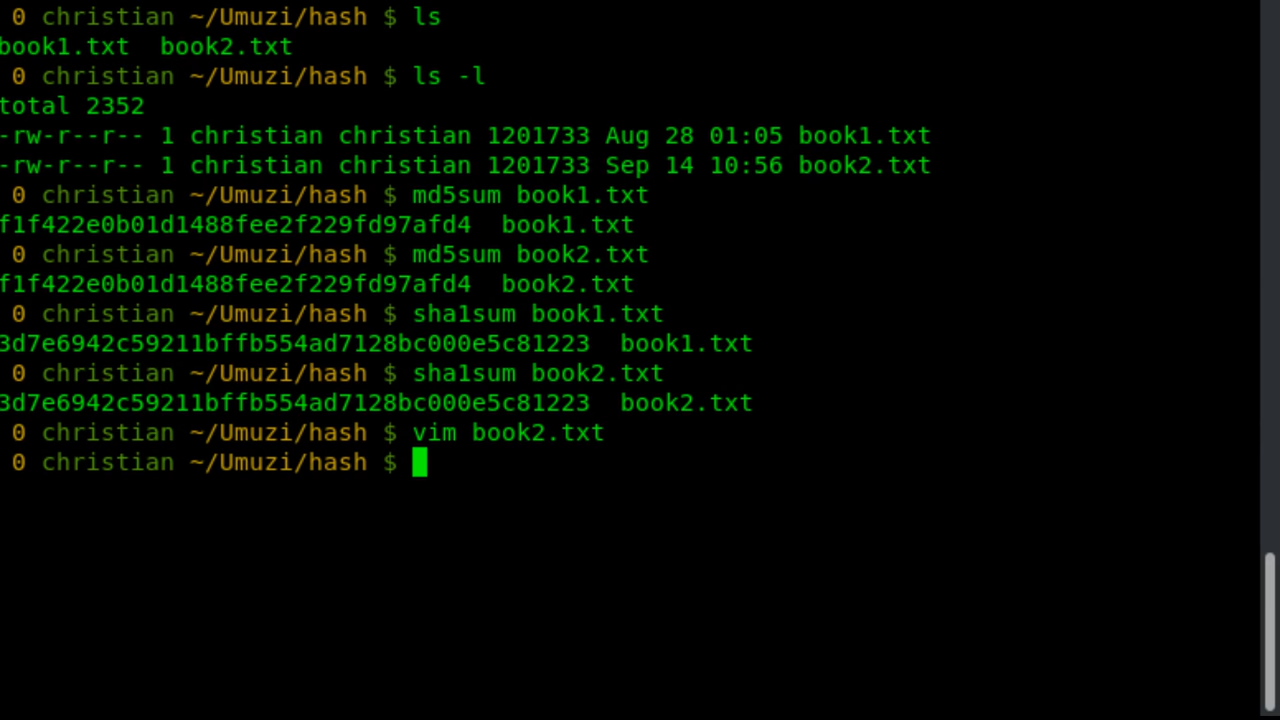 0 christian ~/Umuzi/hash $ ls
book1.txt  book2.txt
0 christian ~/Umuzi/hash $ ls -l
total 2352
-rw-r--r-- 1 christian christian 1201733 Aug 28 01:05 book1.txt
-rw-r--r-- 1 christian christian 1201733 Sep 14 10:56 book2.txt
0 christian ~/Umuzi/hash $ md5sum book1.txt
f1f422e0b01d1488fee2f229fd97afd4  book1.txt
0 christian ~/Umuzi/hash $ md5sum book2.txt
f1f422e0b01d1488fee2f229fd97afd4  book2.txt
0 christian ~/Umuzi/hash $ sha1sum book1.txt
3d7e6942c59211bffb554ad7128bc000e5c81223  book1.txt
0 christian ~/Umuzi/hash $ sha1sum book2.txt
3d7e6942c59211bffb554ad7128bc000e5c81223  book2.txt
0 christian ~/Umuzi/hash $ vim book2.txt
0 christian ~/Umuzi/hash $